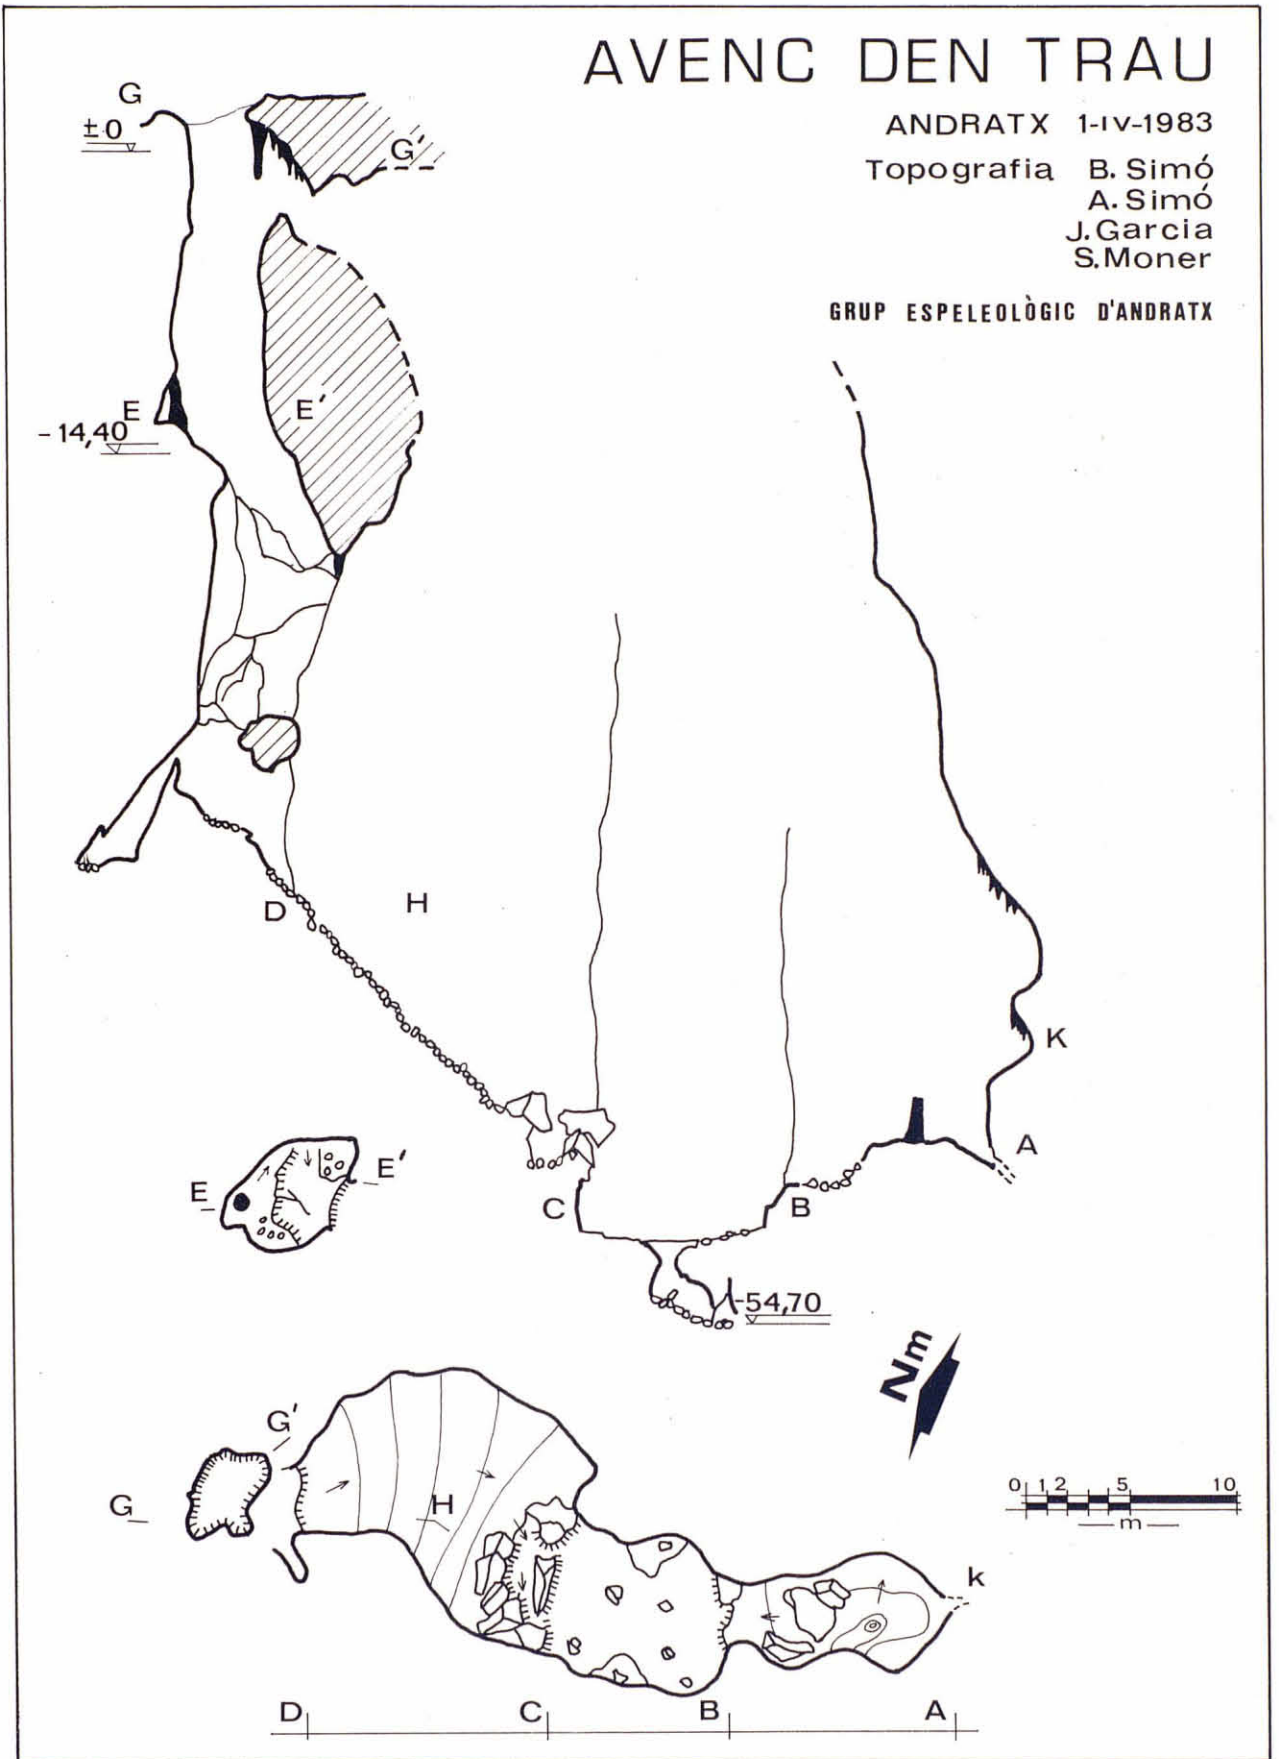 AVENC DEN TRAU
ANDRATX 1-IV-1983
Topografia B. Simó
A. Simó
J. Garcia
S. Moner
GRUP ESPELEOLÒGIC D'ANDRATX
G
±0
G'
E
E'
-14,40
D
H
K
A
C
B
-54,70
E
E'
Nm
G'
G
H
k
0 1 2 5 10
m
D C B A